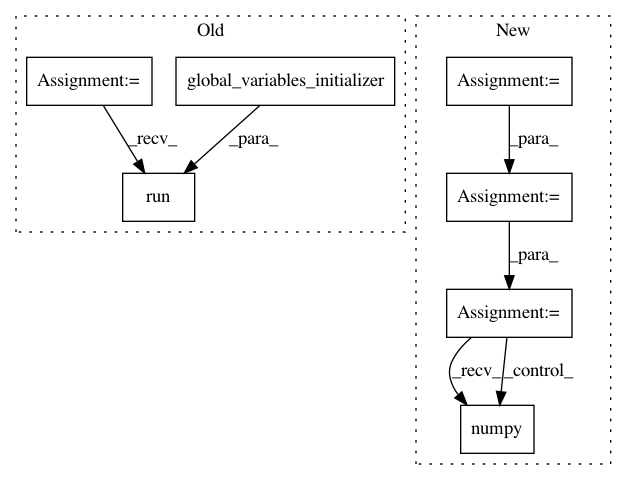 Old
New
Assignment:=
global_variables_initializer
Assignment:=
_recv_
_para_
_para_
run
Assignment:=
_para_
Assignment:=
_recv_
_control_
numpy